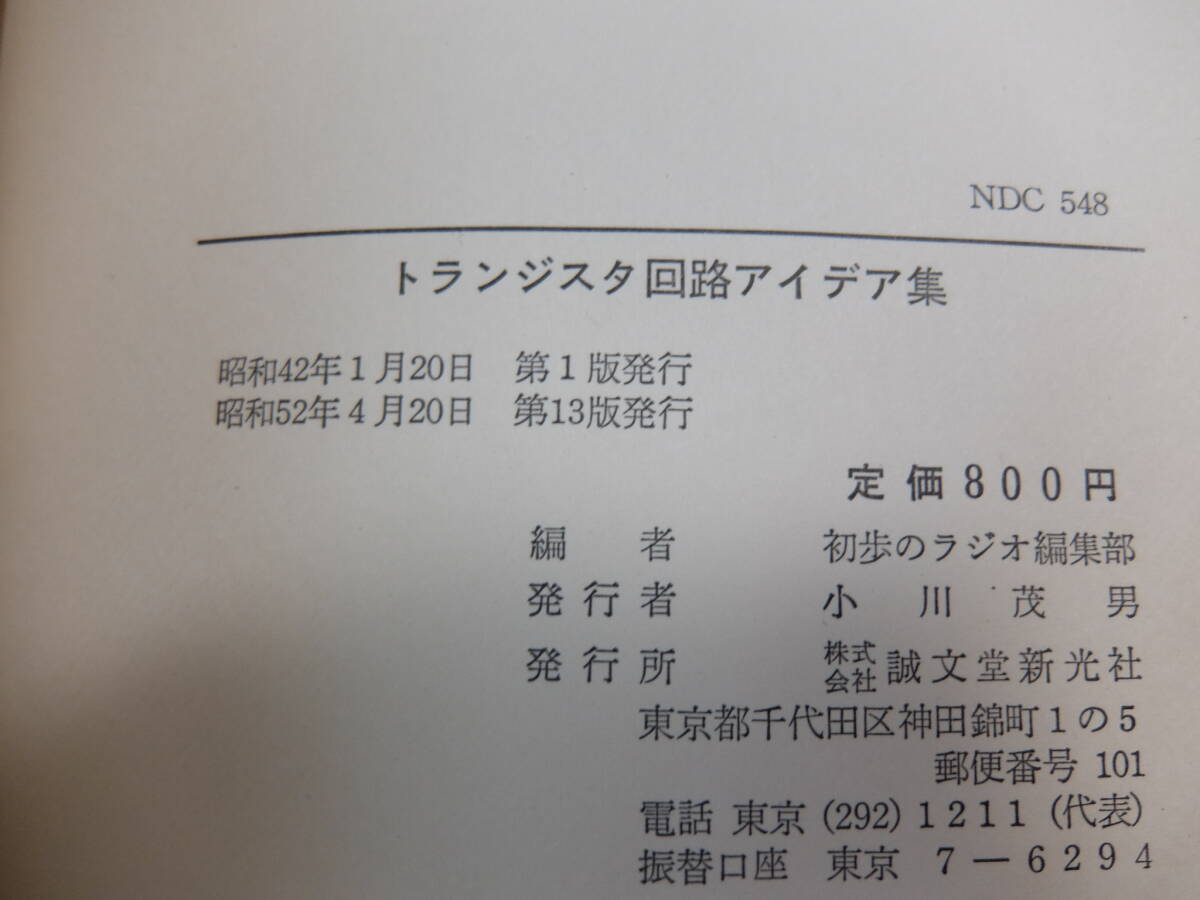 NDC 548
トランジスタ回路アイデア集
昭和42年1月20日 第1版発行
昭和52年4月20日 第13版発行
定価800円
編者 初歩のラジオ編集部
発行者 小川茂男
発行所 株式会社誠文堂新光社
東京都千代田区神田錦町1の5
郵便番号 101
電話 東京 (292) 1211 (代表)
振替口座 東京 7-6294